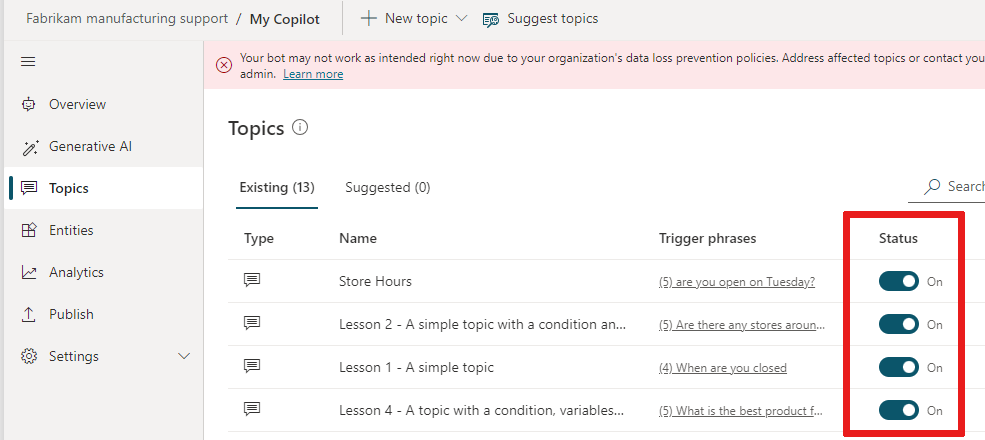 Fabrikam manufacturing support / My Copilot
New topic
Suggest topics
Your bot may not work as intended right now due to your organization's data loss prevention policies. Address affected topics or contact you
admin. Learn more
Overview
Generative AI
Topics
Entities
Analytics
Publish
Settings
Topics
Existing (13)
Suggested (0)
Search
Type Name Trigger phrases Status
Store Hours (5) are you open on Tuesday? On
Lesson 2 - A simple topic with a condition an... (5) Are there any stores aroun... On
Lesson 1 - A simple topic (4) When are you closed On
Lesson 4 - A topic with a condition, variables... (5) What is the best product f... On